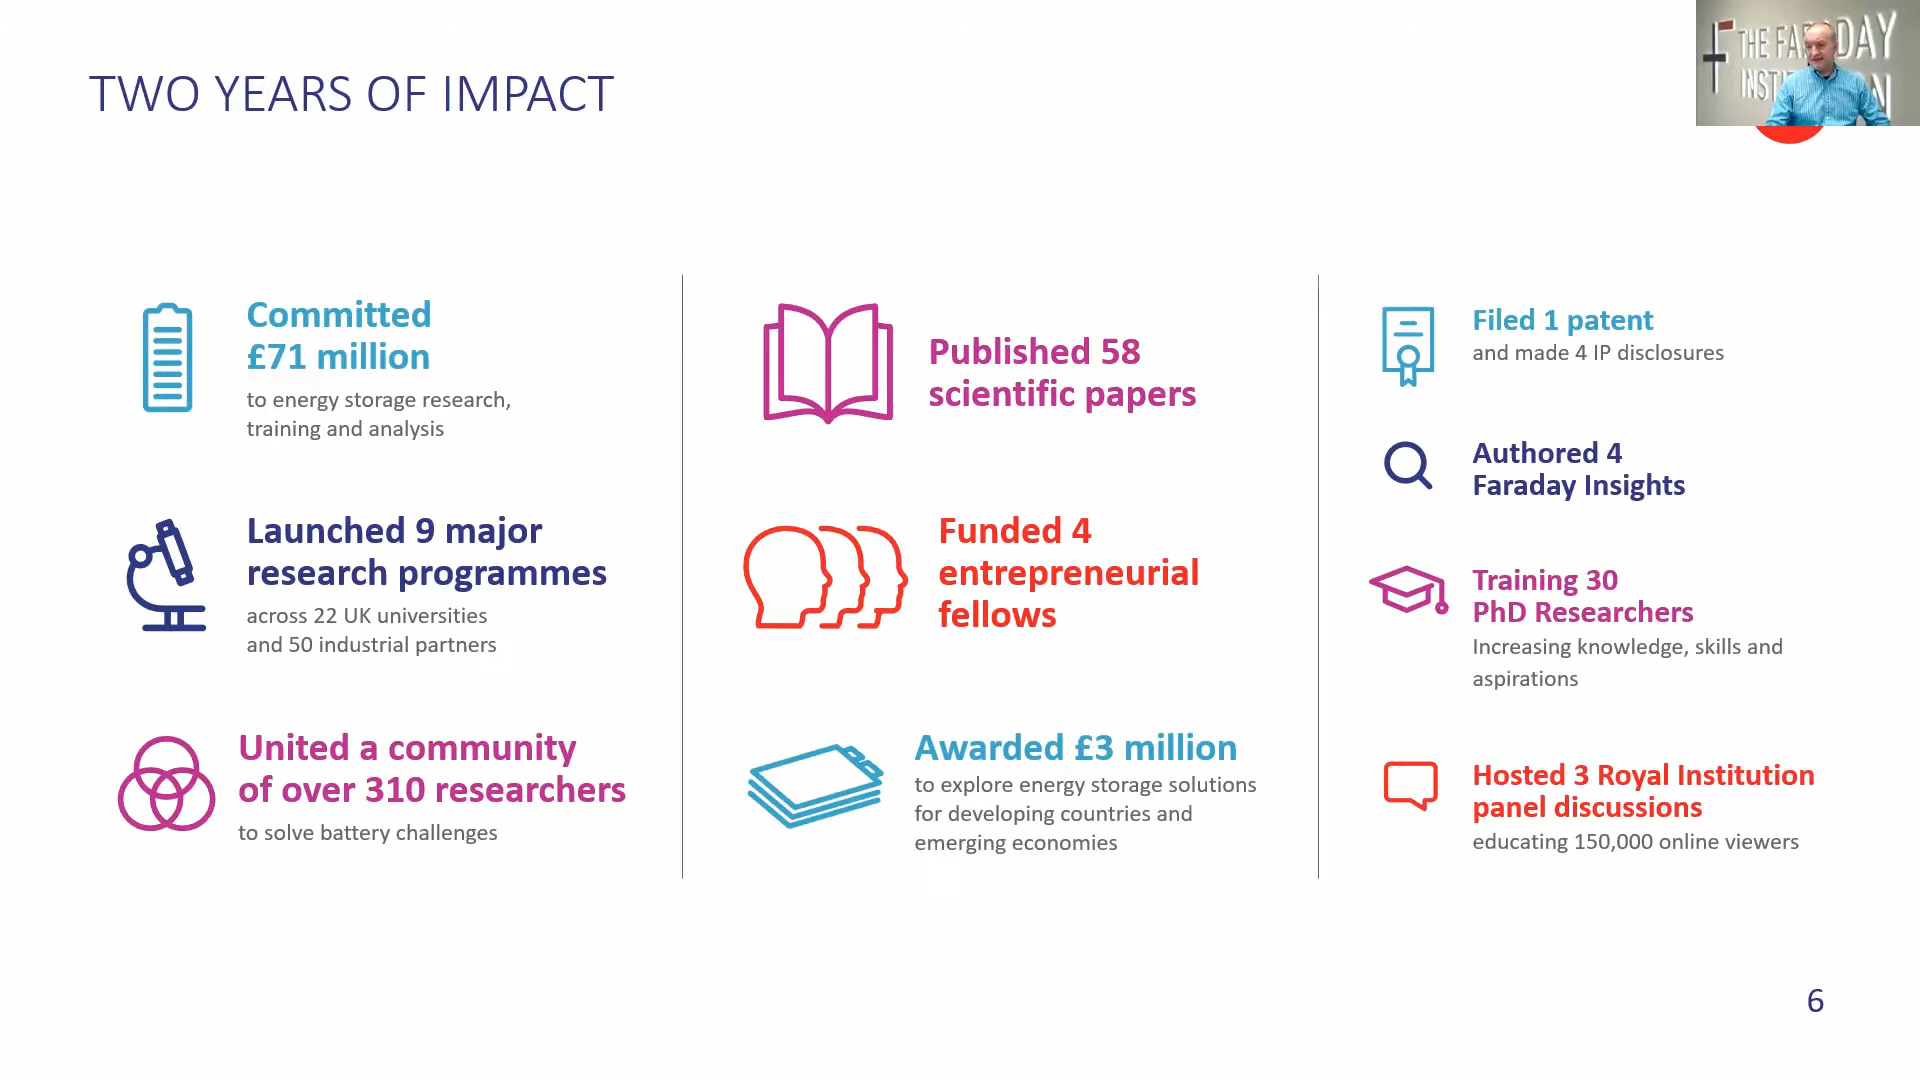 TWO YEARS OF IMPACT
Committed
£71 million
to energy storage research,
training and analysis
Launched 9 major
research programmes
across 22 UK universities
and 50 industrial partners
United a community
of over 310 researchers
to solve battery challenges
Published 58
scientific papers
Funded 4
entrepreneurial
fellows
Awarded £3 million
to explore energy storage solutions
for developing countries and
emerging economies
Filed 1 patent
and made 4 IP disclosures
Authored 4
Faraday Insights
Training 30
PhD Researchers
Increasing knowledge, skills and
aspirations
Hosted 3 Royal Institution
panel discussions
educating 150,000 online viewers
6
THE